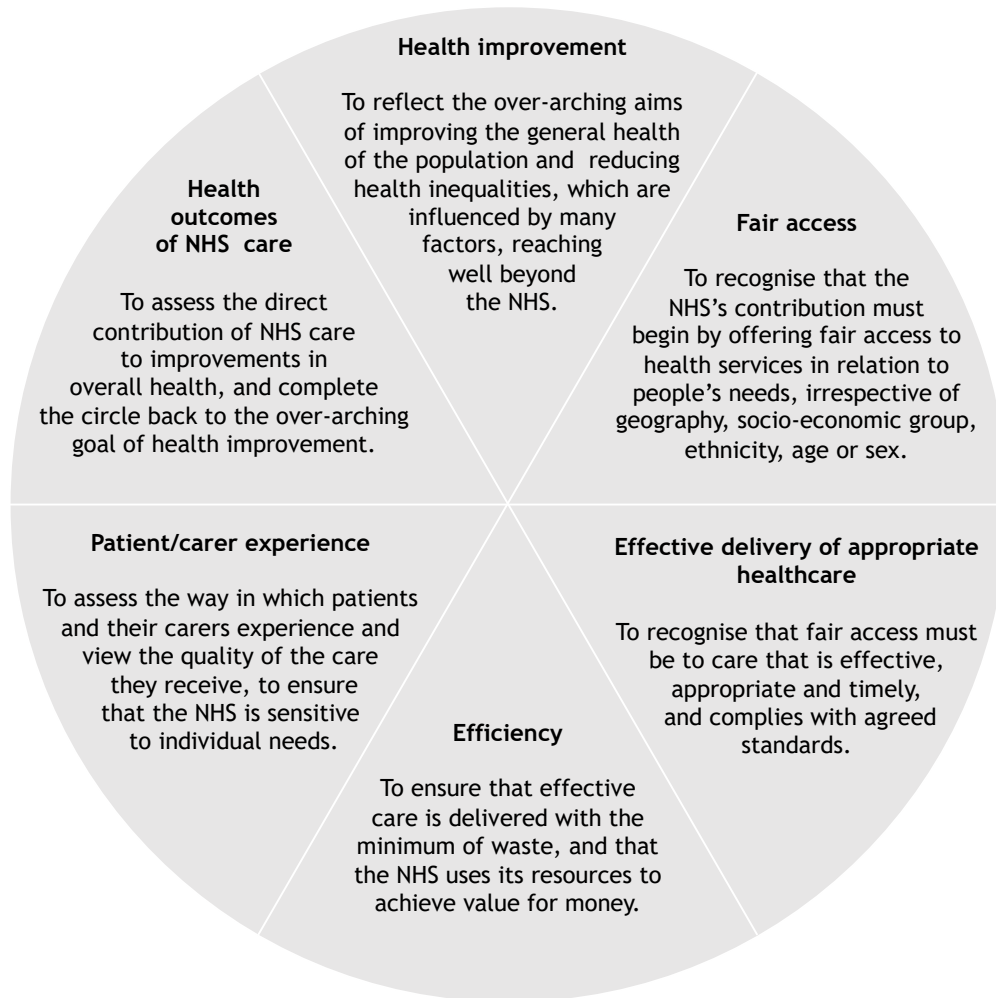 Health improvement
To reflect the over-arching aims
of improving the general health
of the population and  reducing
health inequalities, which are
influenced by many
factors, reaching
well beyond
the NHS.
Fair access
To recognise that the
NHS’s contribution must
begin by offering fair access to
health services in relation to
people’s needs, irrespective of
geography, socio-economic group,
ethnicity, age or sex.
Effective delivery of appropriate
healthcare
To recognise that fair access must
be to care that is effective,
appropriate and timely,
and complies with agreed
standards.
Efficiency
To ensure that effective
care is delivered with the
minimum of waste, and that
the NHS uses its resources to
achieve value for money.
Patient/carer experience
To assess the way in which patients
and their carers experience and
view the quality of the care
they receive, to ensure
that the NHS is sensitive
to individual needs.
Health
outcomes
of NHS  care
To assess the direct
contribution of NHS care
to improvements in
overall health, and complete
the circle back to the over-arching
goal of health improvement.